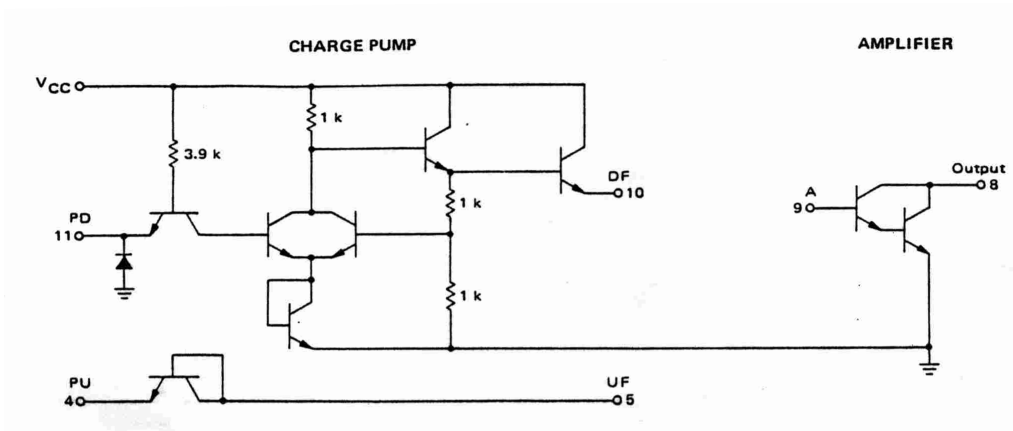 CHARGE PUMP
AMPLIFIER
VCC
1 k
3.9 k
DF
10
Output
8
A
9
1 k
PD
11
1 k
PU
4
UF
5